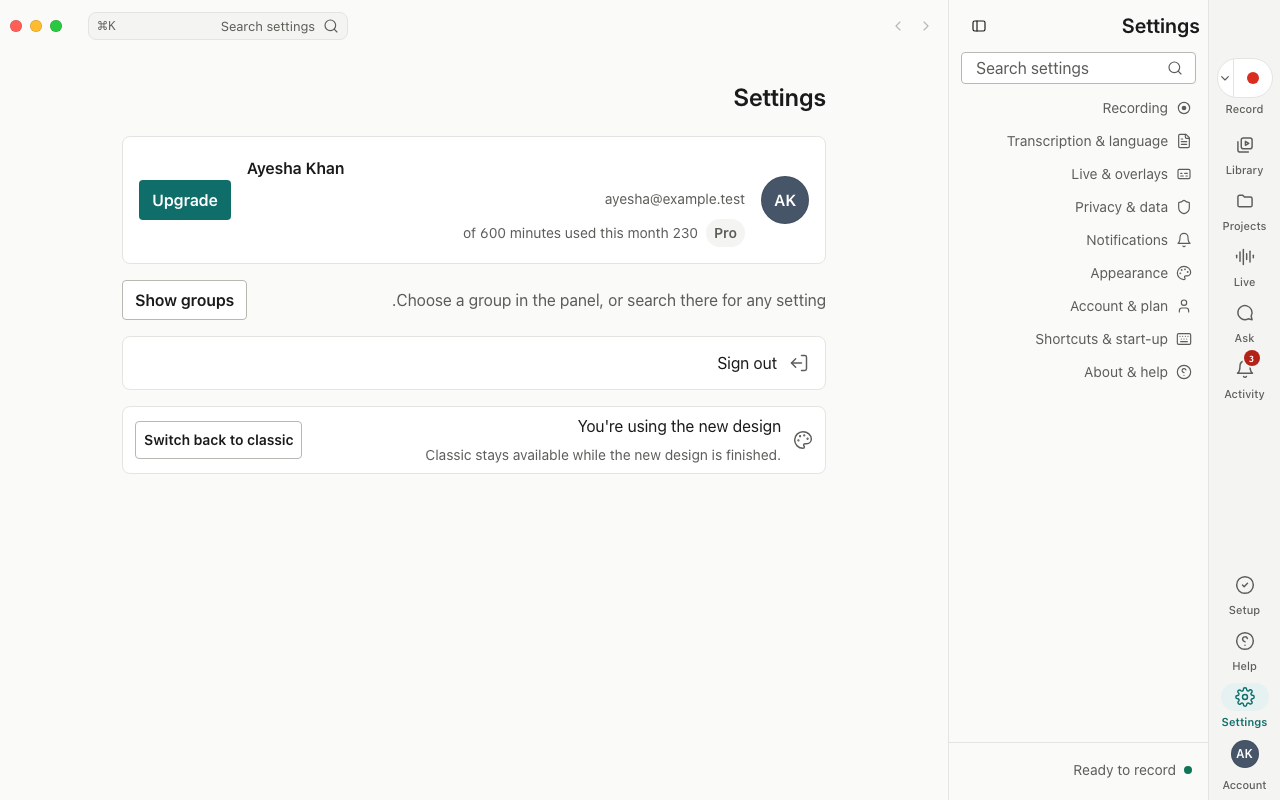 ⌘K
Search settings
Settings
Ayesha Khan
ayesha@example.test
of 600 minutes used this month 230
Pro
AK
Upgrade
.Choose a group in the panel, or search there for any setting
Show groups
Sign out
You're using the new design
Classic stays available while the new design is finished.
Switch back to classic
Settings
Search settings
Recording
Transcription & language
Live & overlays
Privacy & data
Notifications
Appearance
Account & plan
Shortcuts & start-up
About & help
Ready to record
Record
Library
Projects
Live
Ask
3
Activity
Setup
Help
Settings
AK
Account